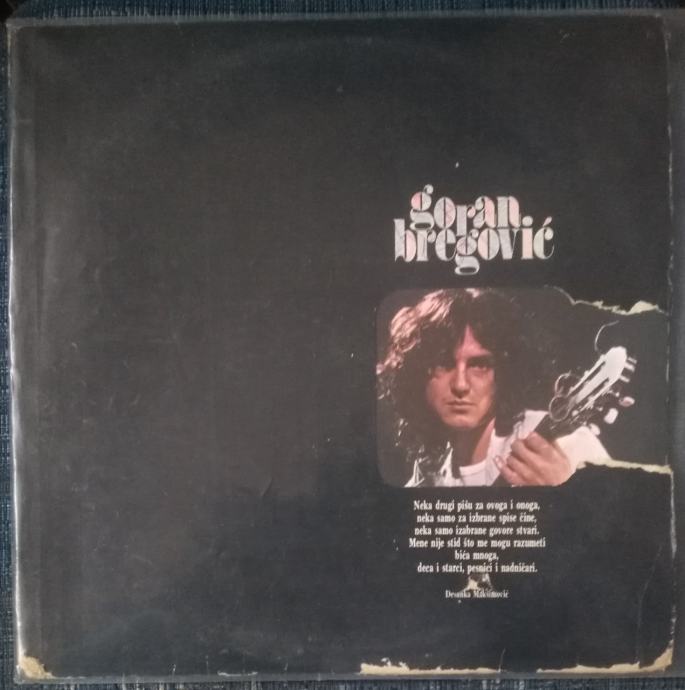 goran
bregović
Neka drugi pišu za ovoga i onoga,
neka samo za izbrane spise čine,
neka samo izabrane govore stvari.
Mene nije stid što me mogu razumeti
bića mnoga,
deca i starci, pesnici i nadničari.
Desanka Maksimović